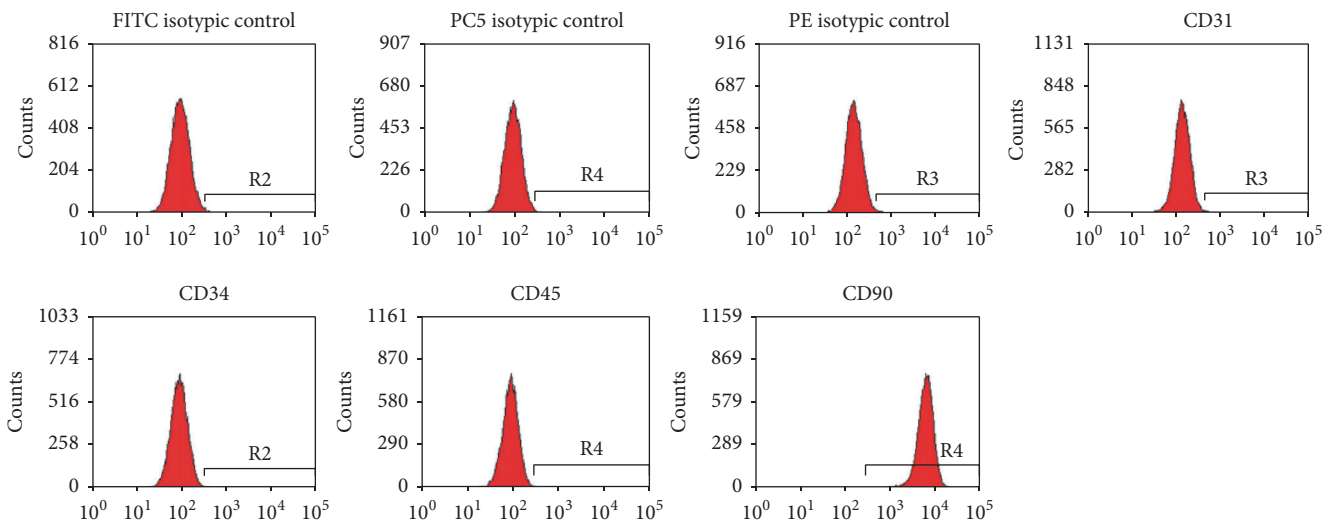 FITC isotypic control
816
612
408
204
0
Counts
R2
10^0 10^1 10^2 10^3 10^4 10^5
PC5 isotypic control
907
680
453
226
0
Counts
R4
10^0 10^1 10^2 10^3 10^4 10^5
PE isotypic control
916
687
458
229
0
Counts
R3
10^0 10^1 10^2 10^3 10^4 10^5
CD31
1131
848
565
282
0
Counts
R3
10^0 10^1 10^2 10^3 10^4 10^5
CD34
1033
774
516
258
0
Counts
R2
10^0 10^1 10^2 10^3 10^4 10^5
CD45
1161
870
580
290
0
Counts
R4
10^0 10^1 10^2 10^3 10^4 10^5
CD90
1159
869
579
289
0
Counts
R4
10^0 10^1 10^2 10^3 10^4 10^5